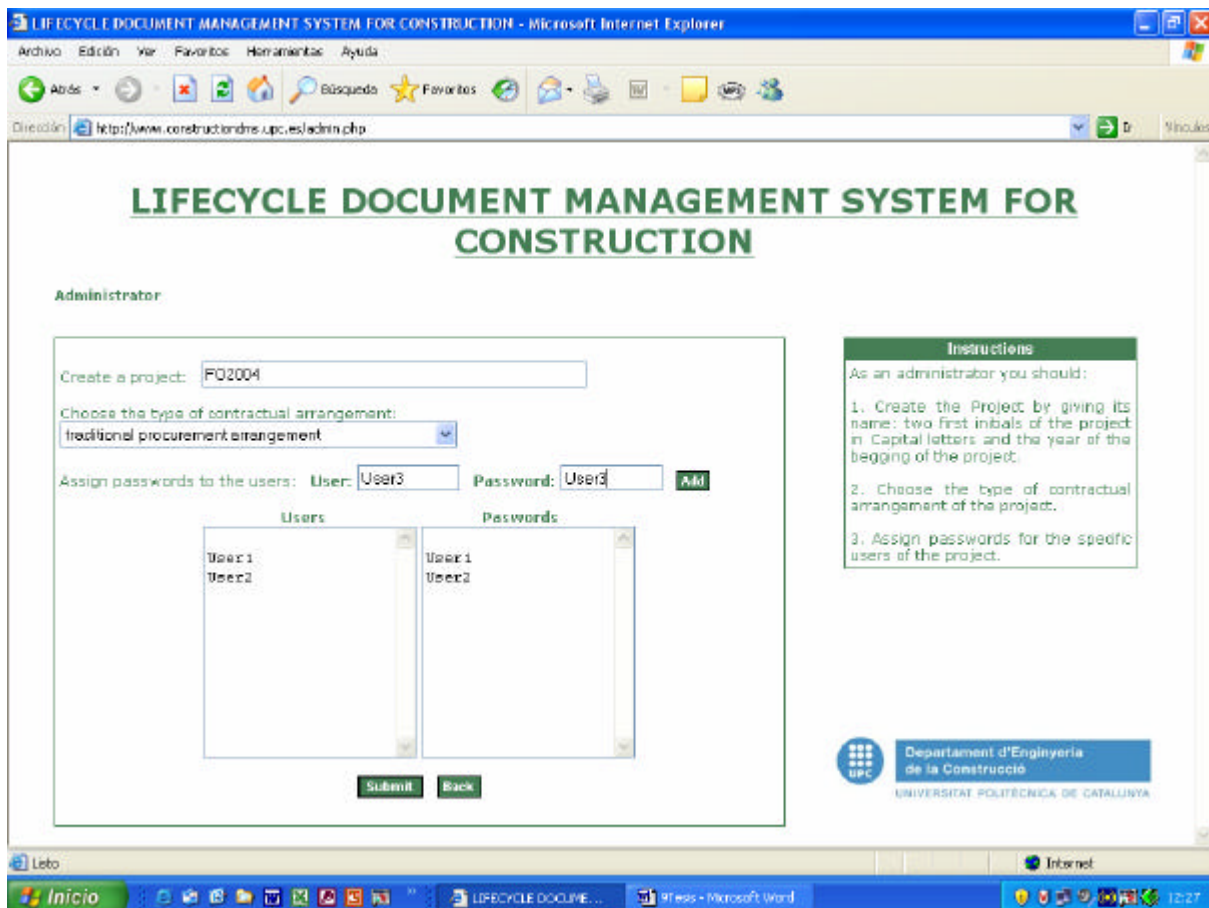 LIFECYCLE DOCUMENT MANAGEMENT SYSTEM FOR CONSTRUCTION - Microsoft Internet Explorer
Archivo Edición Ver Favoritos Herramientas Ayuda
Atrás Búsqueda Favoritos
Dirección http://www.constructiondms.upc.es/admin.php Ir Vínculos
LIFECYCLE DOCUMENT MANAGEMENT SYSTEM FOR
CONSTRUCTION
Administrator
Create a project: FO2004
Choose the type of contractual arrangement:
traditional procurement arrangement
Assign passwords to the users: User: User3 Password: User3 Add
Users Paswords
User1 User1
User2 User2
Submit Back
Instructions
As an administrator you should:
1. Create the Project by giving its
name: two first initials of the project
in Capital letters and the year of the
begging of the project.
2. Choose the type of contractual
arrangement of the project.
3. Assign passwords for the specific
users of the project.
UPC
Departament d'Enginyeria
de la Construcció
UNIVERSITAT POLITÈCNICA DE CATALUNYA
Listo Internet
Inicio LIFECYCLE DOCUME... 9Tesis - Microsoft Word 12:27